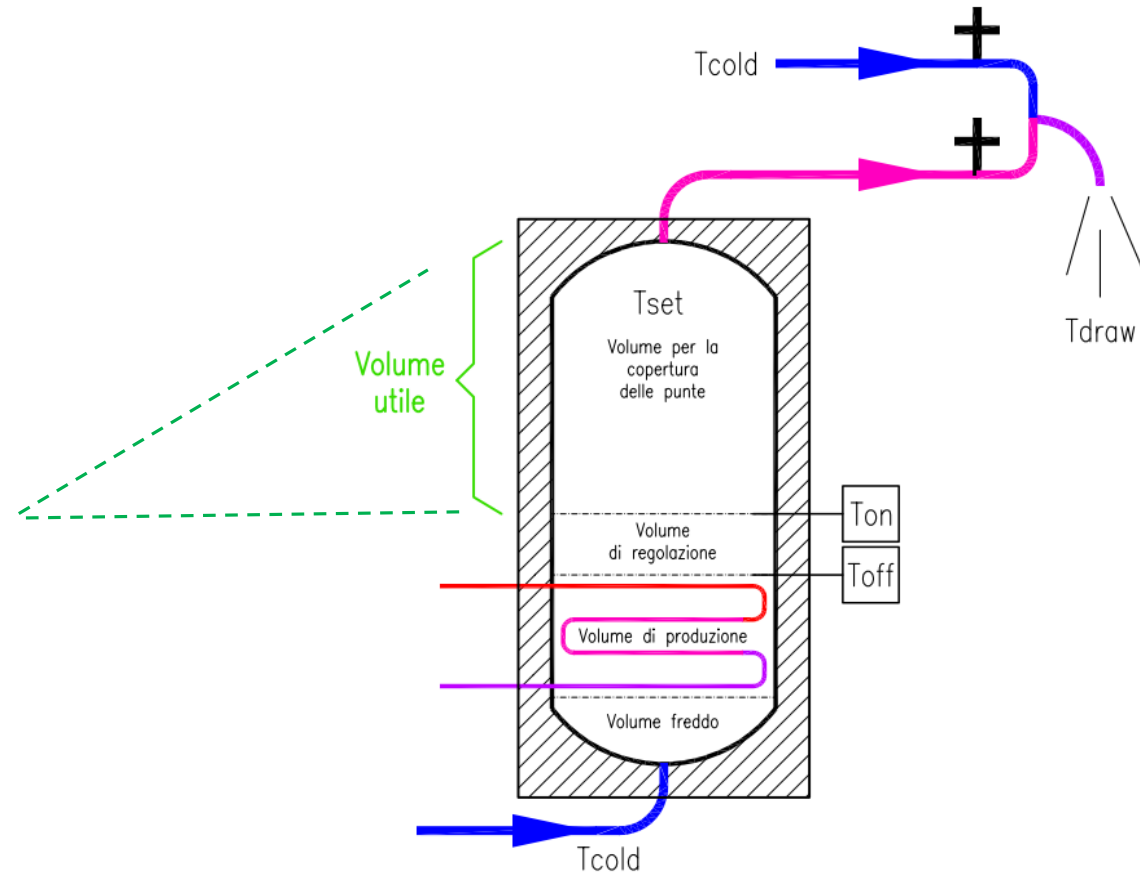 Tcold
Tdraw
Tset
Volume per la
copertura
delle punte
Volume
utile
Ton
Volume
di regolazione
Toff
Volume di produzione
Volume freddo
Tcold